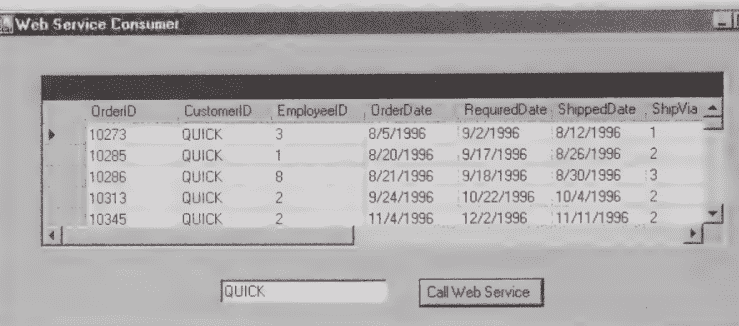 Web Service Consumer
OrderID CustomerID EmployeeID OrderDate RequiredDate ShippedDate ShipVia
10273 QUICK 3 8/5/1996 9/2/1996 8/12/1996 1
10285 QUICK 1 8/20/1996 9/17/1996 8/26/1996 2
10286 QUICK 8 8/21/1996 9/18/1996 8/30/1996 3
10313 QUICK 2 9/24/1996 10/22/1996 10/4/1996 2
10345 QUICK 2 11/4/1996 12/2/1996 11/11/1996 2
QUICK Call Web Service